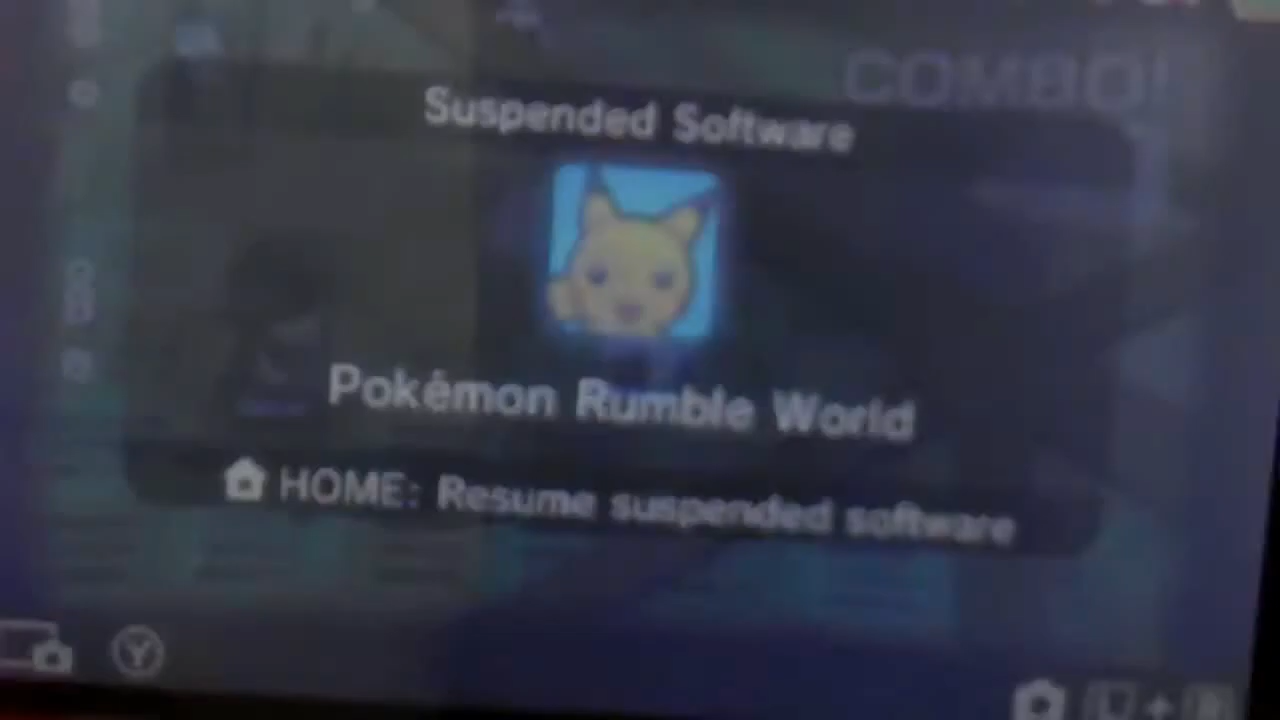 COMBO!
Suspended Software
Pokémon Rumble World
HOME: Resume suspended software
Y